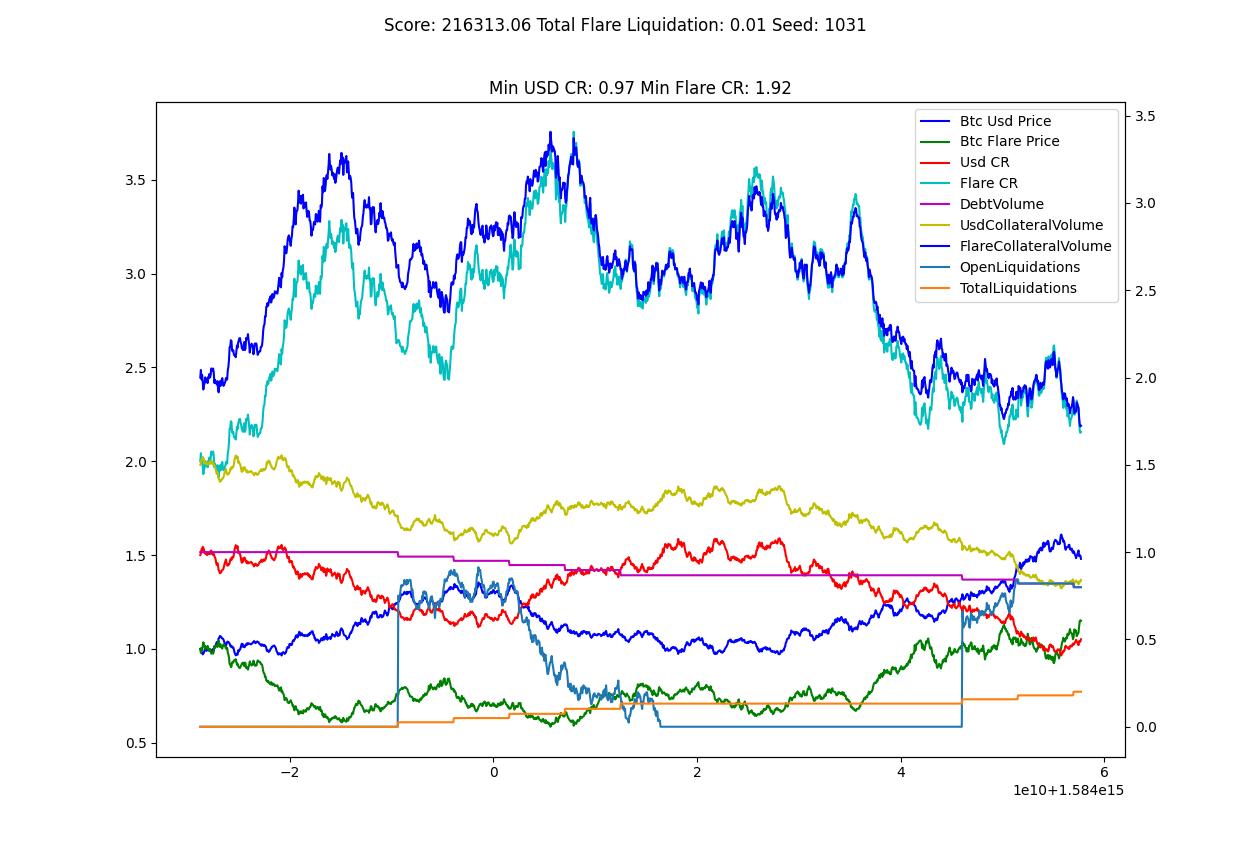 Score: 216313.06 Total Flare Liquidation: 0.01 Seed: 1031
Min USD CR: 0.97 Min Flare CR: 1.92
Btc Usd Price
Btc Flare Price
Usd CR
Flare CR
DebtVolume
UsdCollateralVolume
FlareCollateralVolume
OpenLiquidations
TotalLiquidations
3.5
3.0
2.5
2.0
1.5
1.0
0.5
3.5
3.0
2.5
2.0
1.5
1.0
0.5
0.0
−2 0 2 4 6
1e10+1.584e15